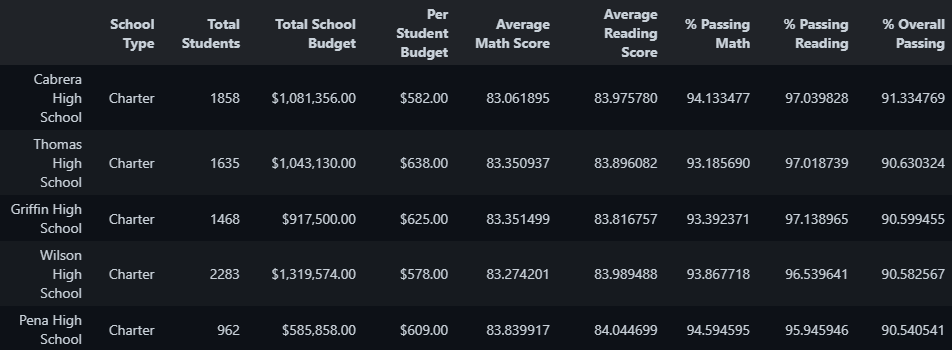 School Type Total Students Total School Budget Per Student Budget Average Math Score Average Reading Score % Passing Math % Passing Reading % Overall Passing
Cabrera High School Charter 1858 $1,081,356.00 $582.00 83.061895 83.975780 94.133477 97.039828 91.334769
Thomas High School Charter 1635 $1,043,130.00 $638.00 83.350937 83.896082 93.185690 97.018739 90.630324
Griffin High School Charter 1468 $917,500.00 $625.00 83.351499 83.816757 93.392371 97.138965 90.599455
Wilson High School Charter 2283 $1,319,574.00 $578.00 83.274201 83.989488 93.867718 96.539641 90.582567
Pena High School Charter 962 $585,858.00 $609.00 83.839917 84.044699 94.594595 95.945946 90.540541